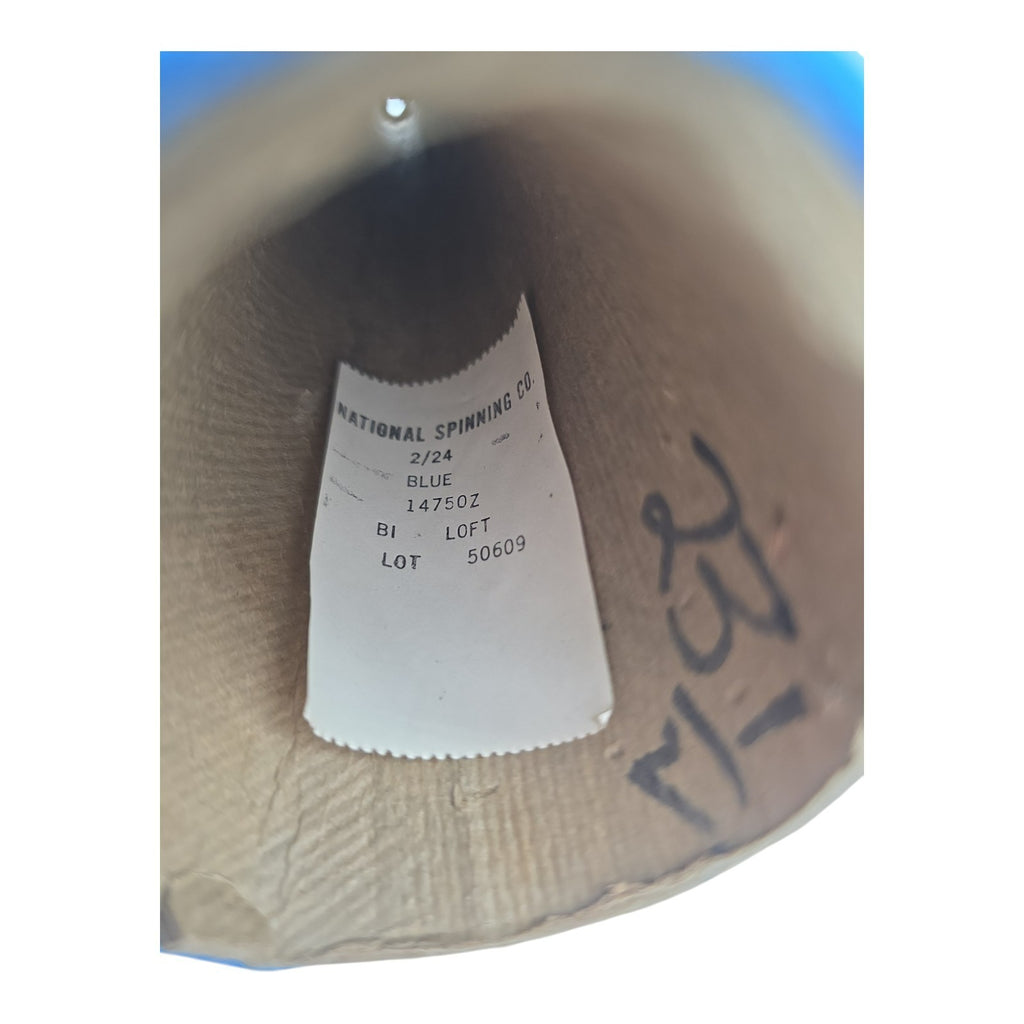 NATIONAL SPINNING CO.
2/24
BLUE
14750Z
BI LOFT
LOT 50609